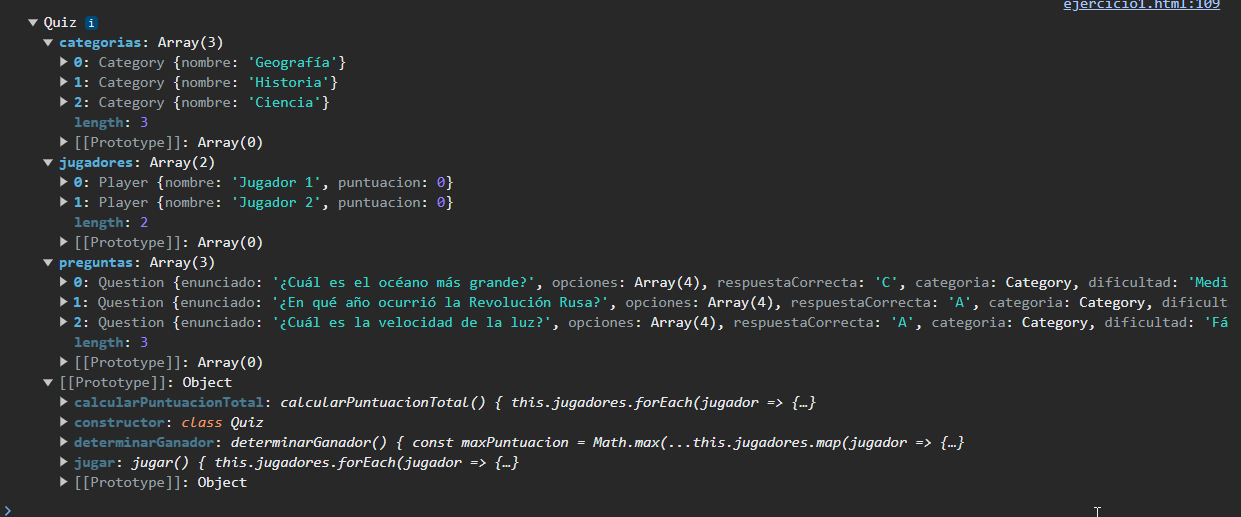 ejercicio1.html:109
▼ Quiz i
▼ categorias: Array(3)
▶ 0: Category {nombre: 'Geografía'}
▶ 1: Category {nombre: 'Historia'}
▶ 2: Category {nombre: 'Ciencia'}
length: 3
▶ [[Prototype]]: Array(0)
▼ jugadores: Array(2)
▶ 0: Player {nombre: 'Jugador 1', puntuacion: 0}
▶ 1: Player {nombre: 'Jugador 2', puntuacion: 0}
length: 2
▶ [[Prototype]]: Array(0)
▼ preguntas: Array(3)
▶ 0: Question {enunciado: '¿Cuál es el océano más grande?', opciones: Array(4), respuestaCorrecta: 'C', categoria: Category, dificultad: 'Medi
▶ 1: Question {enunciado: '¿En qué año ocurrió la Revolución Rusa?', opciones: Array(4), respuestaCorrecta: 'A', categoria: Category, dificult
▶ 2: Question {enunciado: '¿Cuál es la velocidad de la luz?', opciones: Array(4), respuestaCorrecta: 'A', categoria: Category, dificultad: 'Fá
length: 3
▶ [[Prototype]]: Array(0)
▼ [[Prototype]]: Object
▶ calcularPuntuacionTotal: calcularPuntuacionTotal() { this.jugadores.forEach(jugador => {…}
▶ constructor: class Quiz
▶ determinarGanador: determinarGanador() { const maxPuntuacion = Math.max(...this.jugadores.map(jugador => {…}
▶ jugar: jugar() { this.jugadores.forEach(jugador => {…}
▶ [[Prototype]]: Object
>